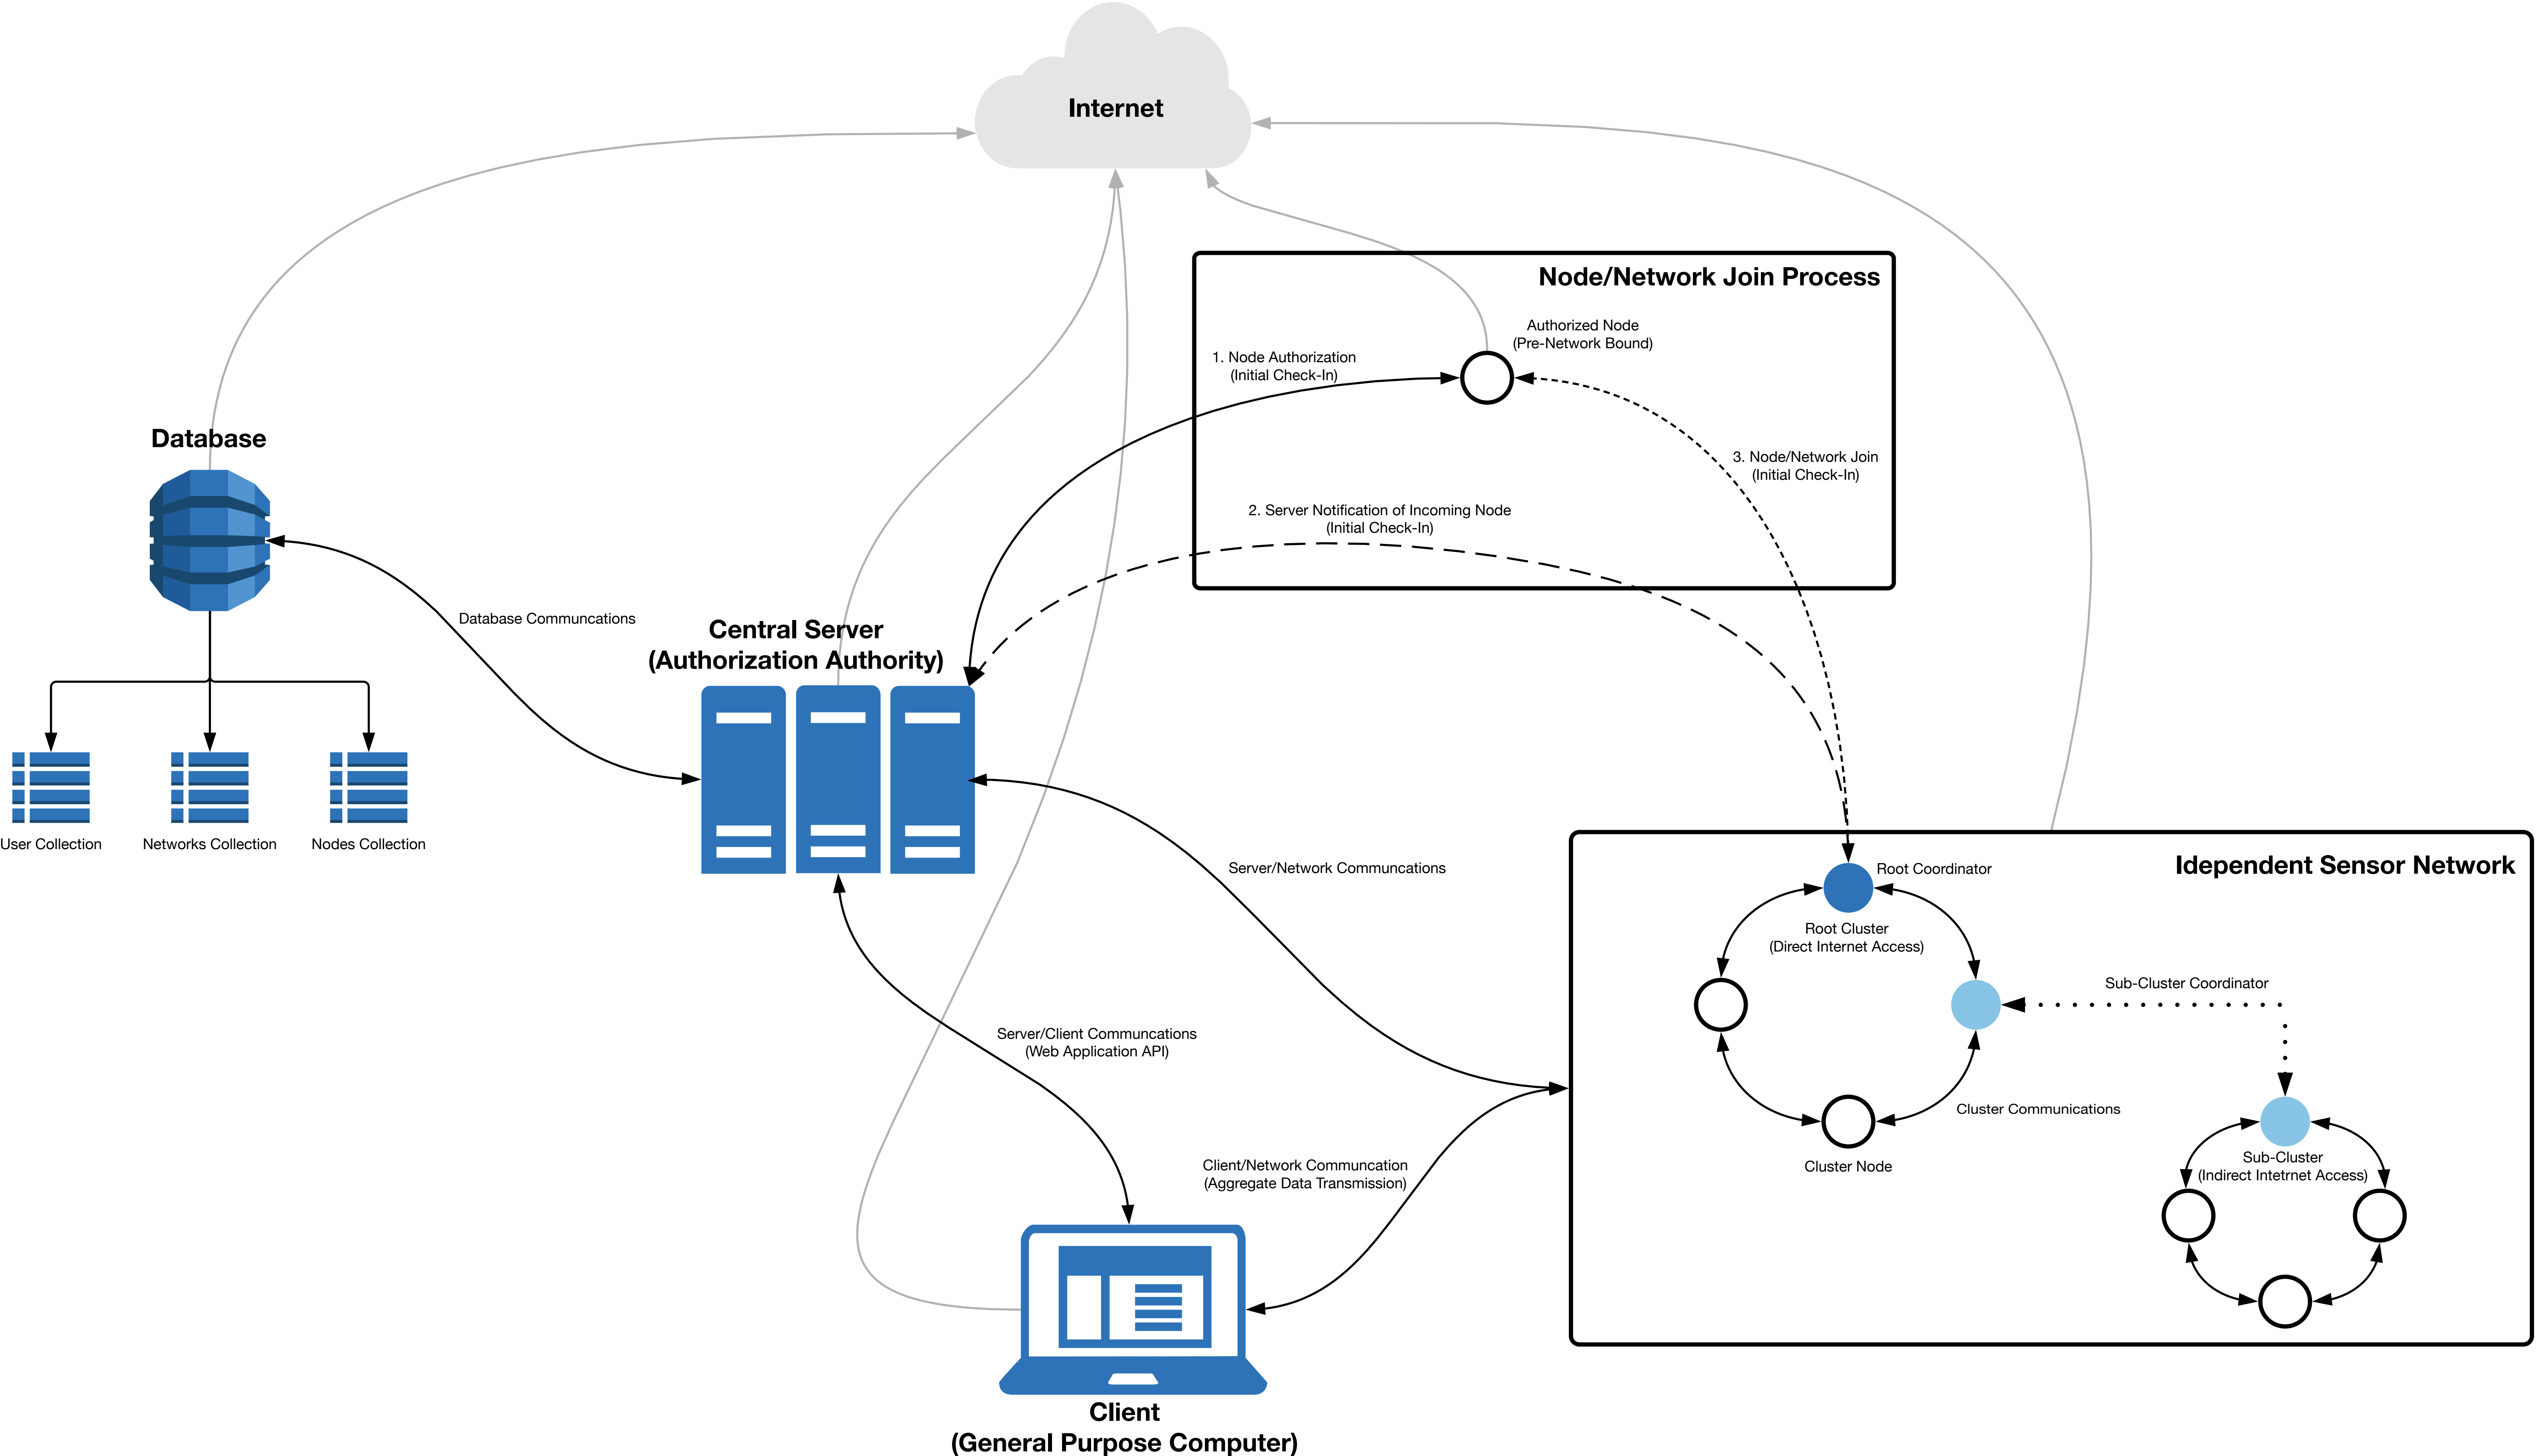 Internet
Node/Network Join Process
Authorized Node
(Pre-Network Bound)
1. Node Authorization
(Initial Check-In)
3. Node/Network Join
(Initial Check-In)
2. Server Notification of Incoming Node
(Initial Check-In)
Database
Database Communcations
Central Server
(Authorization Authority)
User Collection
Networks Collection
Nodes Collection
Server/Network Communcations
Idependent Sensor Network
Root Coordinator
Root Cluster
(Direct Internet Access)
Sub-Cluster Coordinator
Server/Client Communcations
(Web Application API)
Cluster Communications
Cluster Node
Client/Network Communcation
(Aggregate Data Transmission)
Sub-Cluster
(Indirect Interrnet Access)
Client
(General Purpose Computer)